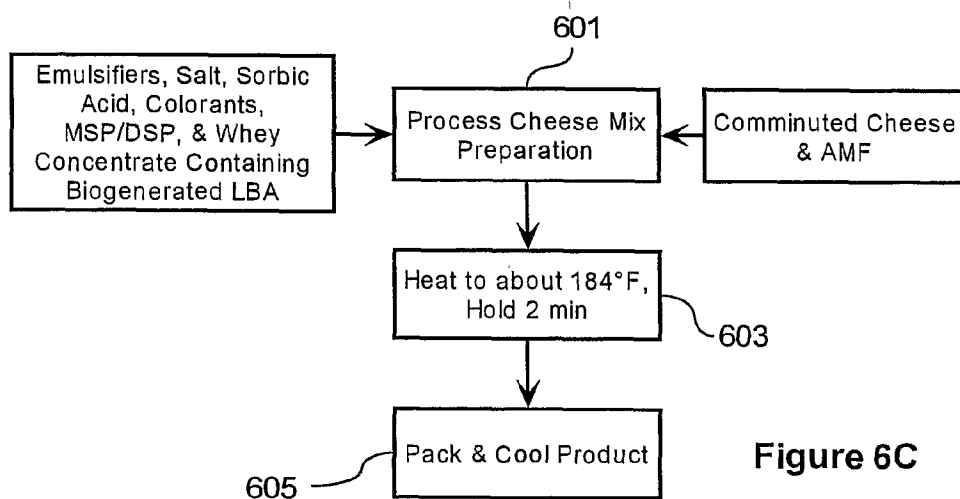 601
Emulsifiers, Salt, Sorbic
Acid, Colorants,
MSP/DSP, & Whey
Concentrate Containing
Biogenerated LBA
Process Cheese Mix
Preparation
Comminuted Cheese
& AMF
Heat to about 184°F,
Hold 2 min
603
Pack & Cool Product
605
Figure 6C